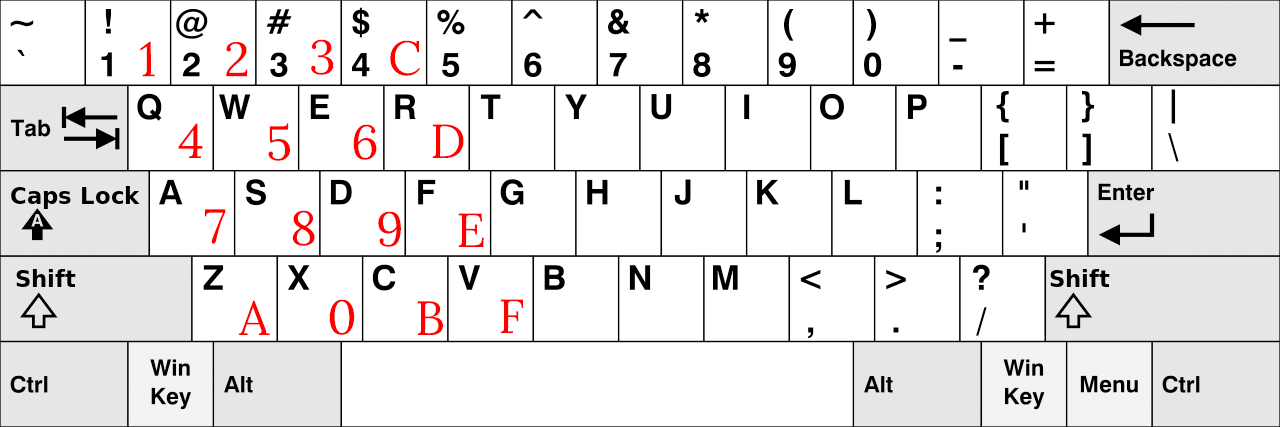 ~ ! @ # $ % ^ & * ( ) _ +
` 1 1 2 2 3 3 4 C 5 6 7 8 9 0 - = Backspace
Tab Q W E R T Y U I O P { } |
4 5 6 D [ ] \
Caps Lock A S D F G H J K L : " Enter
A 7 8 9 E ; '
Shift Z X C V B N M < > ? Shift
A 0 B F , . /
Ctrl Win Key Alt Alt Win Key Menu Ctrl